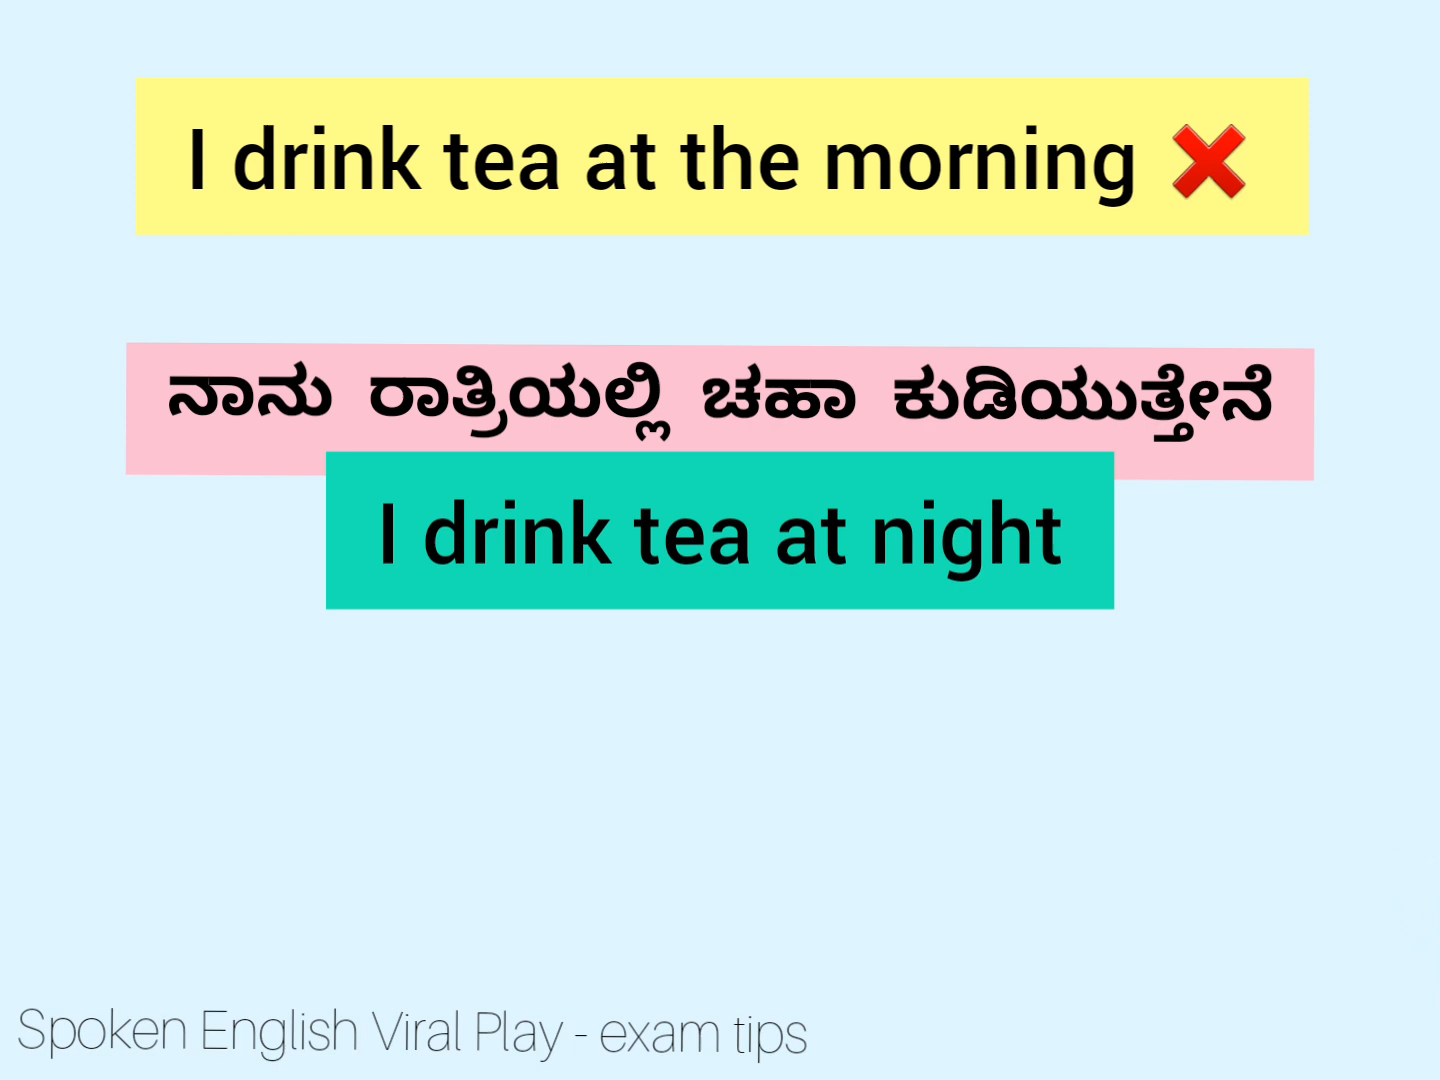 I drink tea at the morning ❌
ನಾನು ರಾತ್ರಿಯಲ್ಲಿ ಚಹಾ ಕುಡಿಯುತ್ತೇನೆ
I drink tea at night
Spoken English Viral Play - exam tips